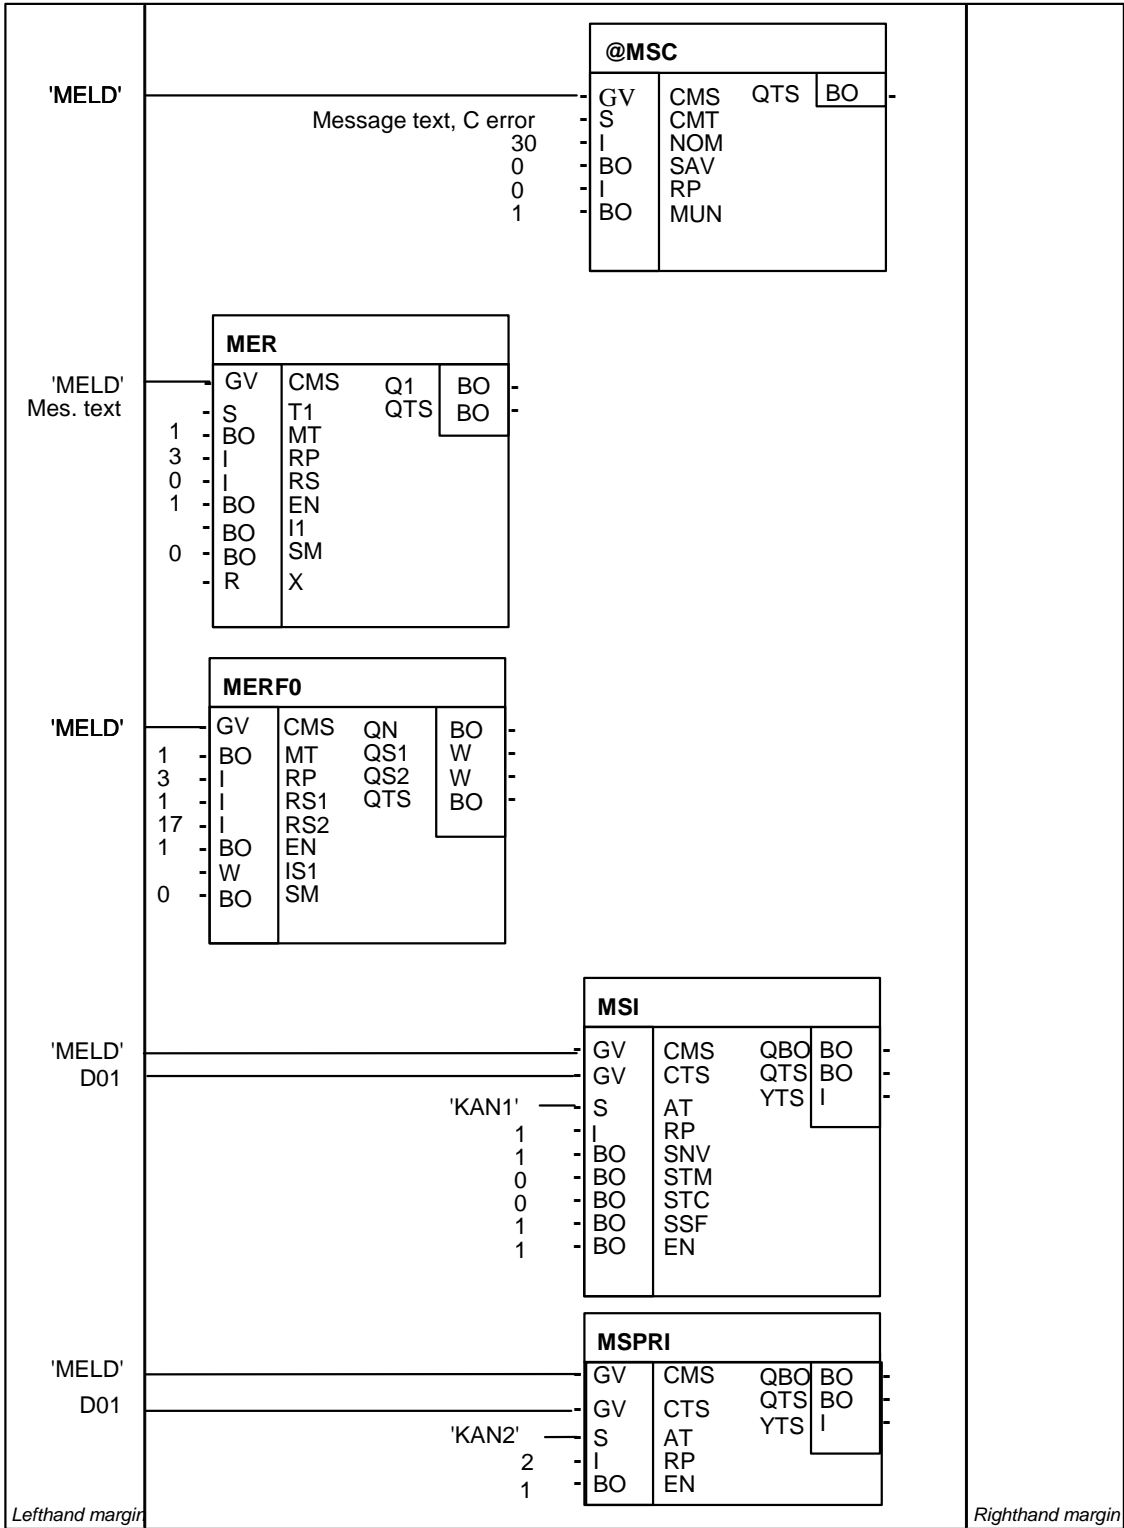 @MSC
'MELD' GV CMS QTS BO
Message text, C error S CMT
30 I NOM
0 BO SAV
0 I RP
1 BO MUN
MER
'MELD' GV CMS Q1 BO
Mes. text S T1 QTS BO
1 BO MT
3 I RP
0 I RS
1 BO EN
BO I1
0 BO SM
R X
MERF0
'MELD' GV CMS QN BO
1 BO MT QS1 W
3 I RP QS2 W
1 I RS1 QTS BO
17 I RS2
1 BO EN
W IS1
0 BO SM
MSI
'MELD' GV CMS QBO BO
D01 GV CTS QTS BO
'KAN1' S AT YTS I
1 I RP
1 BO SNV
0 BO STM
0 BO STC
1 BO SSF
1 BO EN
MSPRI
'MELD' GV CMS QBO BO
D01 GV CTS QTS BO
'KAN2' S AT YTS I
2 I RP
1 BO EN
Lefthand margin Righthand margin